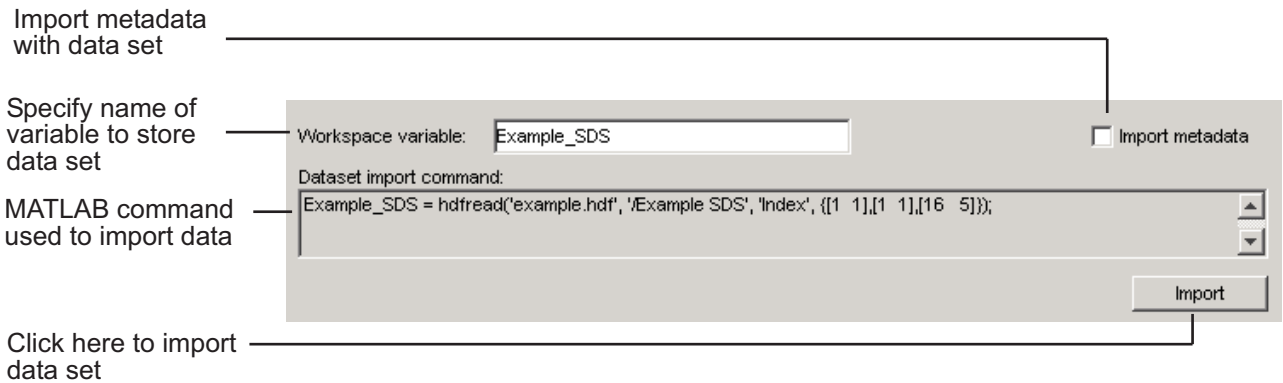 Import metadata
with data set
Specify name of
variable to store
data set
Workspace variable: Example_SDS Import metadata
Dataset import command:
MATLAB command
used to import data
Example_SDS = hdfread('example.hdf', '/Example SDS', 'Index', {[1 1],[1 1],[16 5]});
Import
Click here to import
data set